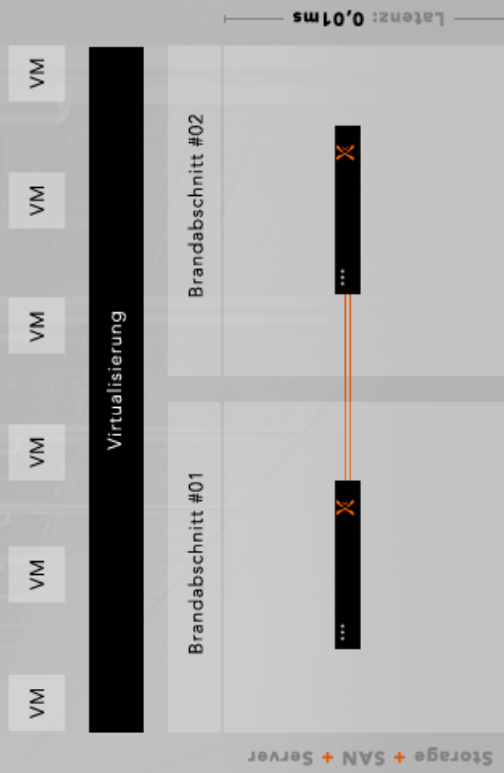 VM
VM
VM
VM
VM
VM
Virtualisierung
Brandabschnitt #01
Brandabschnitt #02
...
...
Storage + SAN + Server
Latenz: 0,01ms